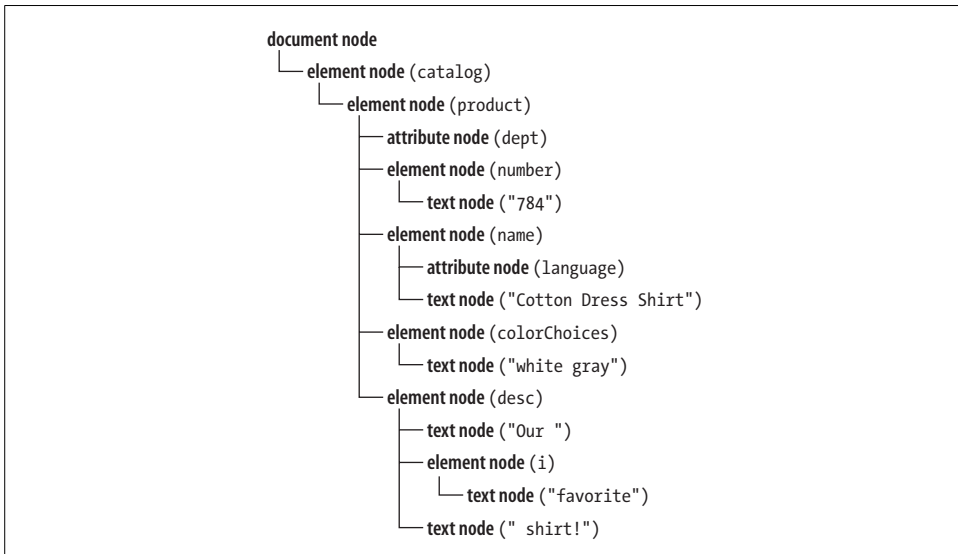 document node
element node (catalog)
element node (product)
attribute node (dept)
element node (number)
text node ("784")
element node (name)
attribute node (language)
text node ("Cotton Dress Shirt")
element node (colorChoices)
text node ("white gray")
element node (desc)
text node ("Our ")
element node (i)
text node ("favorite")
text node (" shirt!")